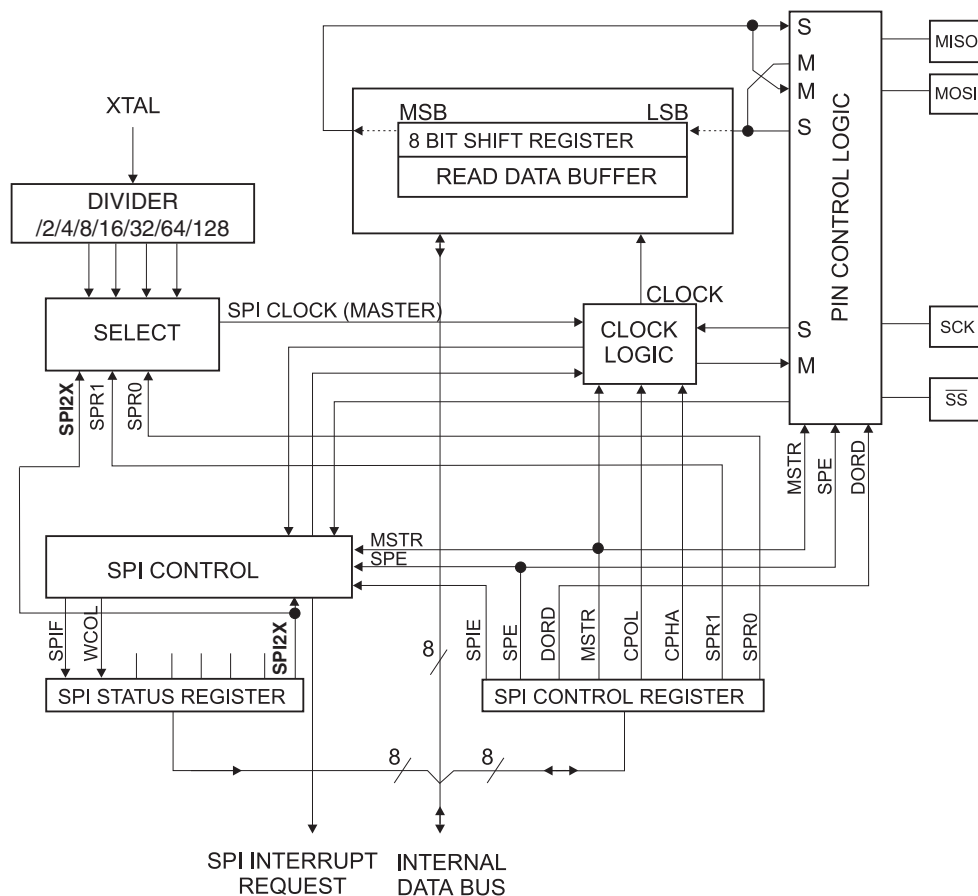 S
MISO
M
XTAL
M
MOSI
MSB
LSB
8 BIT SHIFT REGISTER
S
READ DATA BUFFER
PIN CONTROL LOGIC
DIVIDER
/2/4/8/16/32/64/128
SPI CLOCK (MASTER)
CLOCK
SELECT
CLOCK
LOGIC
S
SCK
M
SPI2X
SPR1
SPR0
SS
MSTR
SPE
DORD
MSTR
SPE
SPI CONTROL
SPIF
WCOL
SPI2X
8
SPIE
SPE
DORD
MSTR
CPOL
CPHA
SPR1
SPR0
SPI STATUS REGISTER
SPI CONTROL REGISTER
8
8
SPI INTERRUPT
REQUEST
INTERNAL
DATA BUS